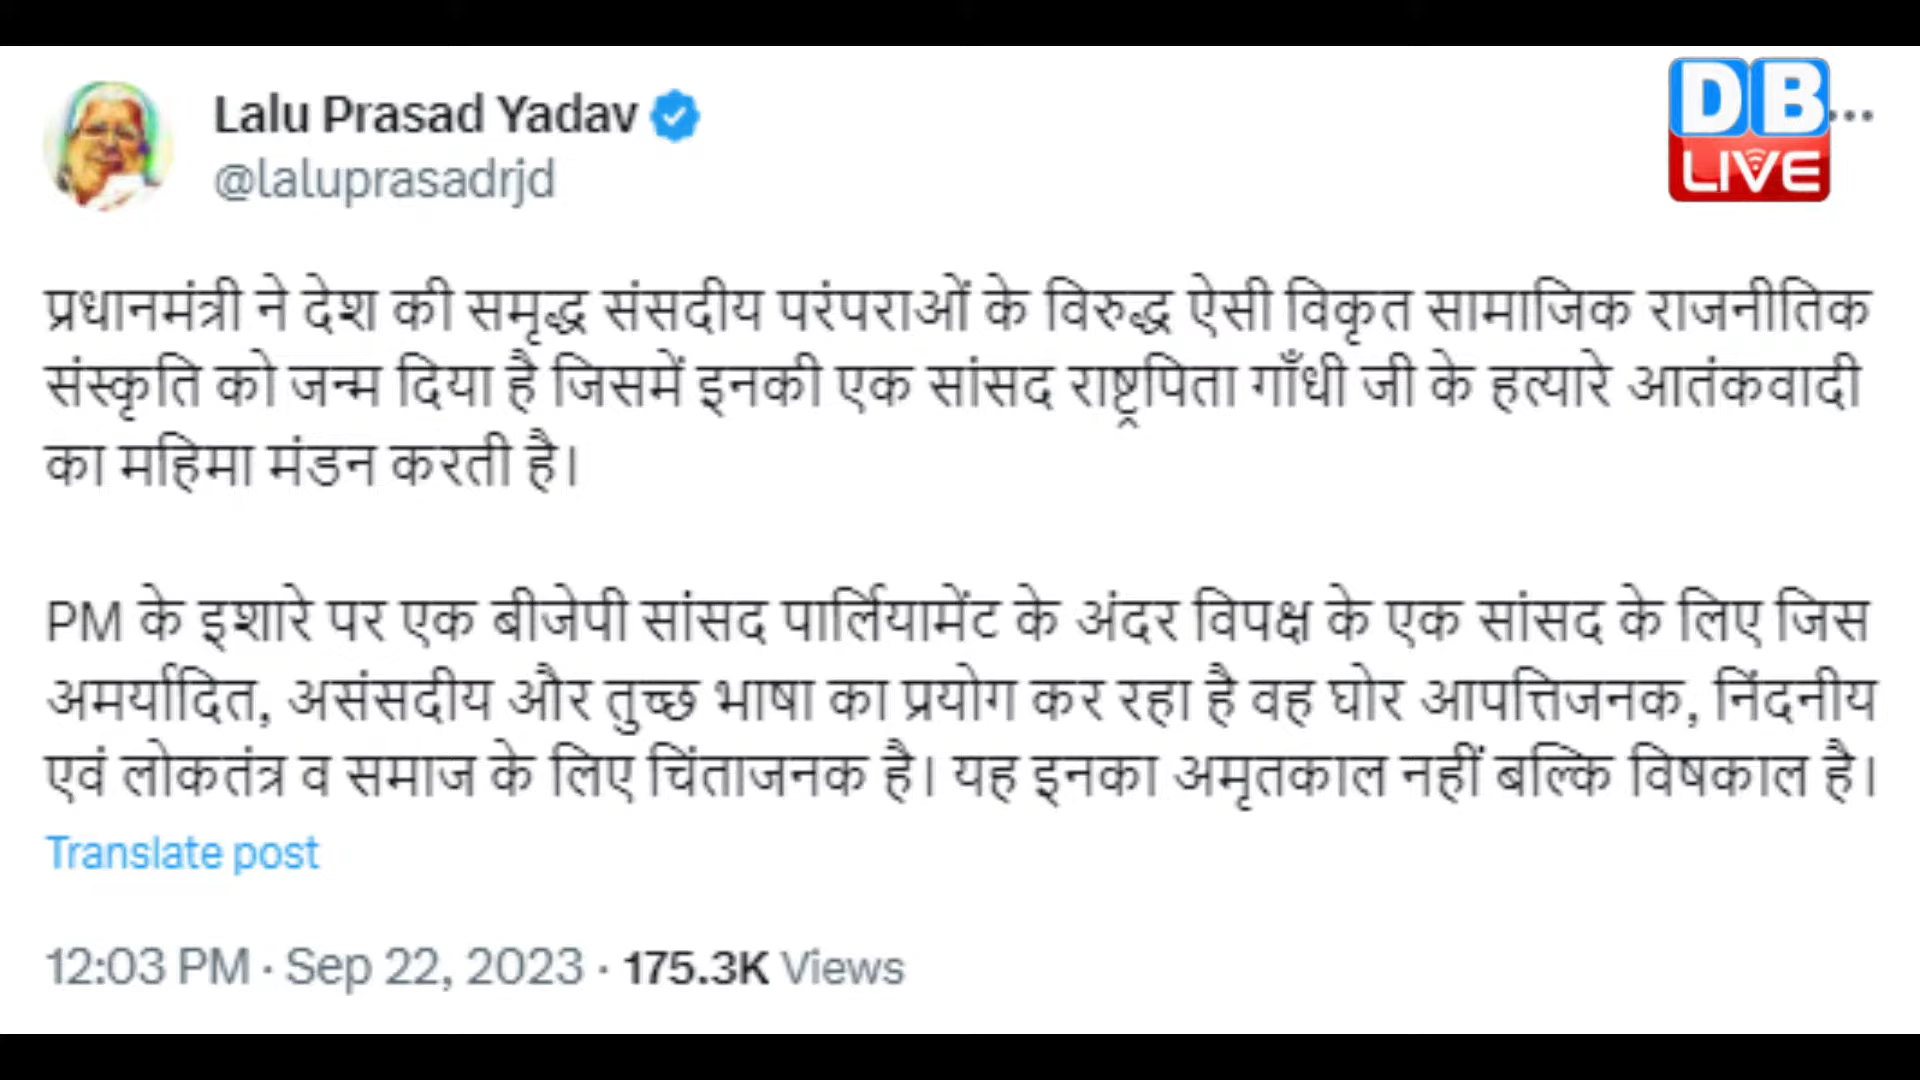 Lalu Prasad Yadav
@laluprasadrjd
DB
LIVE
प्रधानमंत्री ने देश की समृद्ध संसदीय परंपराओं के विरुद्ध ऐसी विकृत सामाजिक राजनीतिक
संस्कृति को जन्म दिया है जिसमें इनकी एक सांसद राष्ट्रपिता गाँधी जी के हत्यारे आतंकवादी
का महिमा मंडन करती है।
PM के इशारे पर एक बीजेपी सांसद पार्लियामेंट के अंदर विपक्ष के एक सांसद के लिए जिस
अमर्यादित, असंसदीय और तुच्छ भाषा का प्रयोग कर रहा है वह घोर आपत्तिजनक, निंदनीय
एवं लोकतंत्र व समाज के लिए चिंताजनक है। यह इनका अमृतकाल नहीं बल्कि विषकाल है।
Translate post
12:03 PM · Sep 22, 2023 · 175.3K Views